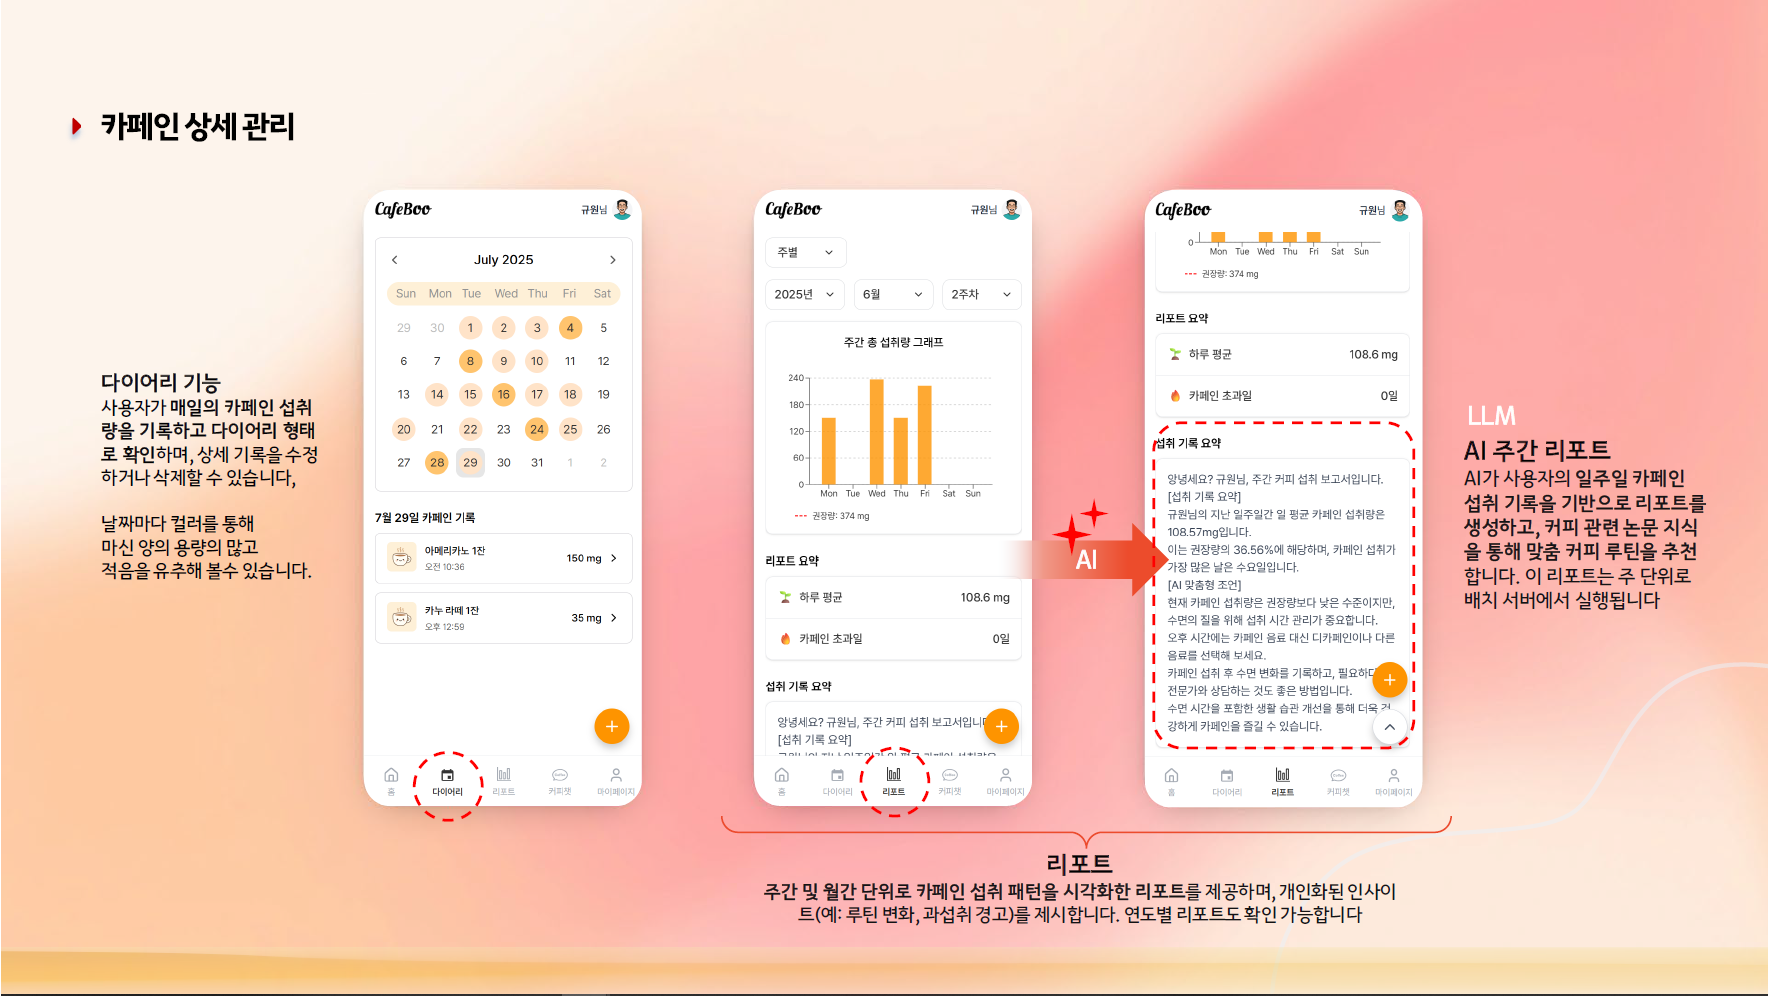 카페인 상세 관리
다이어리 기능
사용자가 매일의 카페인 섭취
량을 기록하고 다이어리 형태
로 확인하며, 상세 기록을 수정
하거나 삭제할 수 있습니다,
날짜마다 컬러를 통해
마신 양의 용량의 많고
적음을 유추해 볼수 있습니다.
CafeBoo 규원님
July 2025
Sun Mon Tue Wed Thu Fri Sat
29 30 1 2 3 4 5
6 7 8 9 10 11 12
13 14 15 16 17 18 19
20 21 22 23 24 25 26
27 28 29 30 31 1 2
7월 29일 카페인 기록
아메리카노 1잔
오전 10:36
150 mg
카누 라떼 1잔
오후 12:59
35 mg
홈 다이어리 리포트 커피챗 마이페이지
CafeBoo 규원님
주별
2025년 6월 2주차
주간 총 섭취량 그래프
240
180
120
60
0
Mon Tue Wed Thu Fri Sat Sun
권장량: 374 mg
리포트 요약
하루 평균 108.6 mg
카페인 초과일 0일
섭취 기록 요약
안녕세요? 규원님, 주간 커피 섭취 보고서입니
[섭취 기록 요약]
홈 다이어리 리포트 커피챗 마이페이지
AI
CafeBoo 규원님
0
Mon Tue Wed Thu Fri Sat Sun
권장량: 374 mg
리포트 요약
하루 평균 108.6 mg
카페인 초과일 0일
섭취 기록 요약
안녕세요? 규원님, 주간 커피 섭취 보고서입니다.
[섭취 기록 요약]
규원님의 지난 일주일간 일 평균 카페인 섭취량은
108.57mg입니다.
이는 권장량의 36.56%에 해당하며, 카페인 섭취가
가장 많은 날은 수요일입니다.
[AI 맞춤형 조언]
현재 카페인 섭취량은 권장량보다 낮은 수준이지만,
수면의 질을 위해 섭취 시간 관리가 중요합니다.
오후 시간에는 카페인 음료 대신 디카페인이나 다른
음료를 선택해 보세요.
카페인 섭취 후 수면 변화를 기록하고, 필요하다
전문가와 상담하는 것도 좋은 방법입니다.
수면 시간을 포함한 생활 습관 개선을 통해 더욱 건
강하게 카페인을 즐길 수 있습니다.
홈 다이어리 리포트 커피챗 마이페이지
LLM
AI 주간 리포트
AI가 사용자의 일주일 카페인
섭취 기록을 기반으로 리포트를
생성하고, 커피 관련 논문 지식
을 통해 맞춤 커피 루틴을 추천
합니다. 이 리포트는 주 단위로
배치 서버에서 실행됩니다
리포트
주간 및 월간 단위로 카페인 섭취 패턴을 시각화한 리포트를 제공하며, 개인화된 인사이
트(예: 루틴 변화, 과섭취 경고)를 제시합니다. 연도별 리포트도 확인 가능합니다